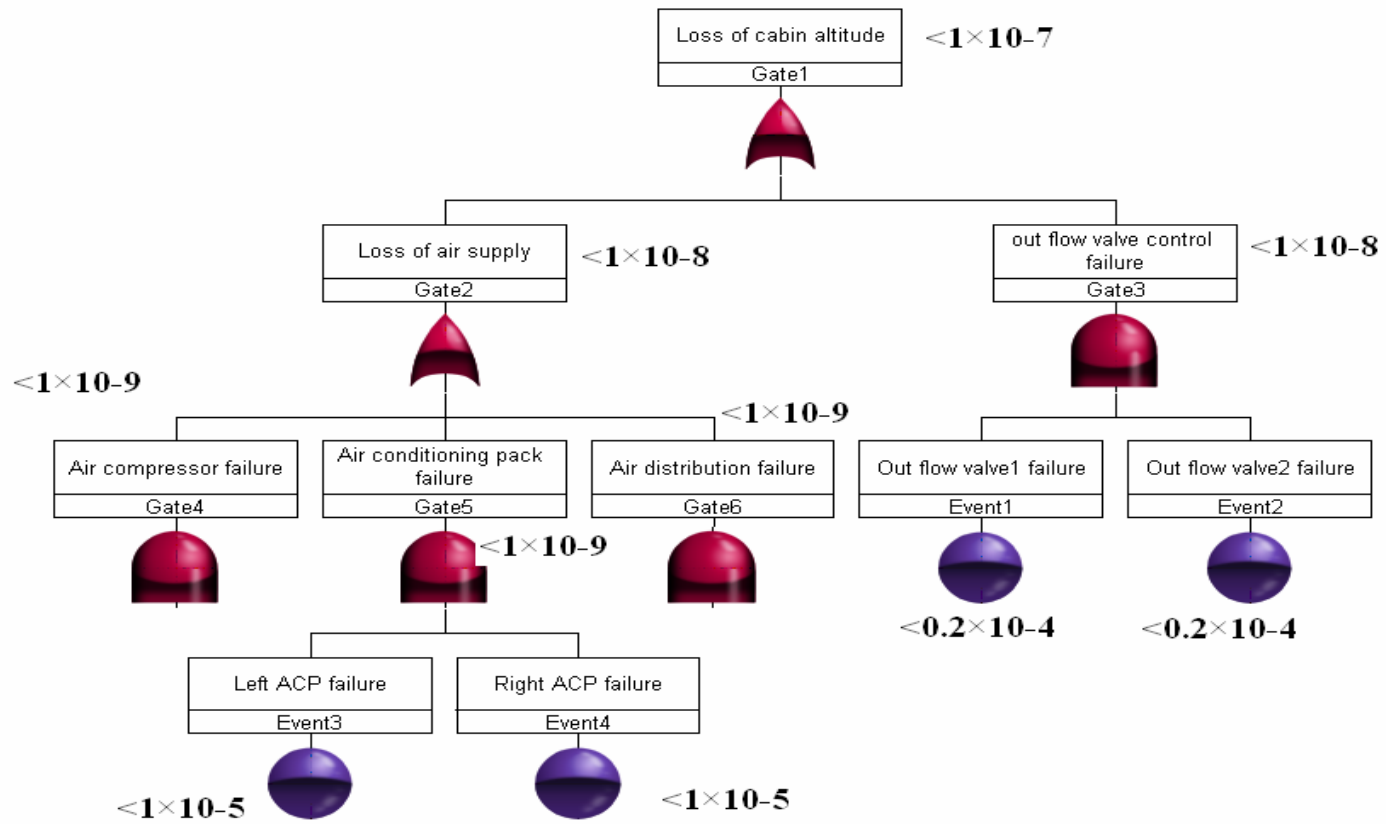 Loss of cabin altitude
<1×10-7
Gate1
Loss of air supply
<1×10-8
Gate2
out flow valve control
failure
<1×10-8
Gate3
<1×10-9
<1×10-9
Air compressor failure
Gate4
Air conditioning pack
failure
Gate5
Air distribution failure
Gate6
Out flow valve1 failure
Event1
Out flow valve2 failure
Event2
<1×10-9
<0.2×10-4
<0.2×10-4
Left ACP failure
Event3
Right ACP failure
Event4
<1×10-5
<1×10-5